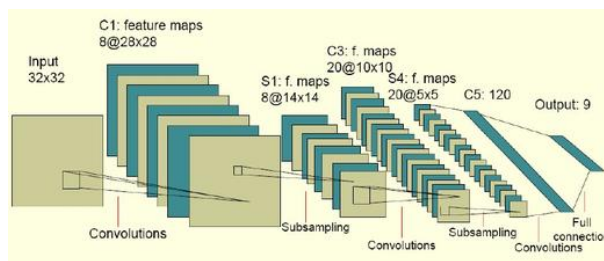 C1: feature maps
8@28x28
Input
32x32
S1: f. maps
8@14x14
C3: f. maps
20@10x10
S4: f. maps
20@5x5
C5: 120
Output: 9
Convolutions
Subsampling
Convolutions
Subsampling
Convolutions
Full
connection